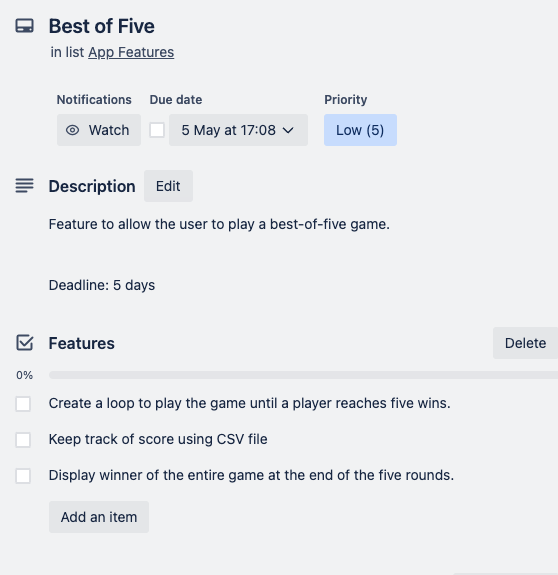 Best of Five
in list App Features
Notifications Due date Priority
Watch 5 May at 17:08 Low (5)
Description Edit
Feature to allow the user to play a best-of-five game.
Deadline: 5 days
Features Delete
0%
Create a loop to play the game until a player reaches five wins.
Keep track of score using CSV file
Display winner of the entire game at the end of the five rounds.
Add an item